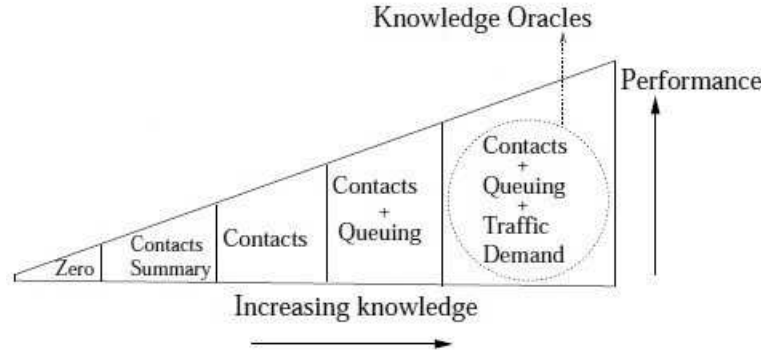 Knowledge Oracles
Performance
Zero
Contacts
Summary
Contacts
Contacts
+
Queuing
Contacts
+
Queuing
+
Traffic
Demand
Increasing knowledge